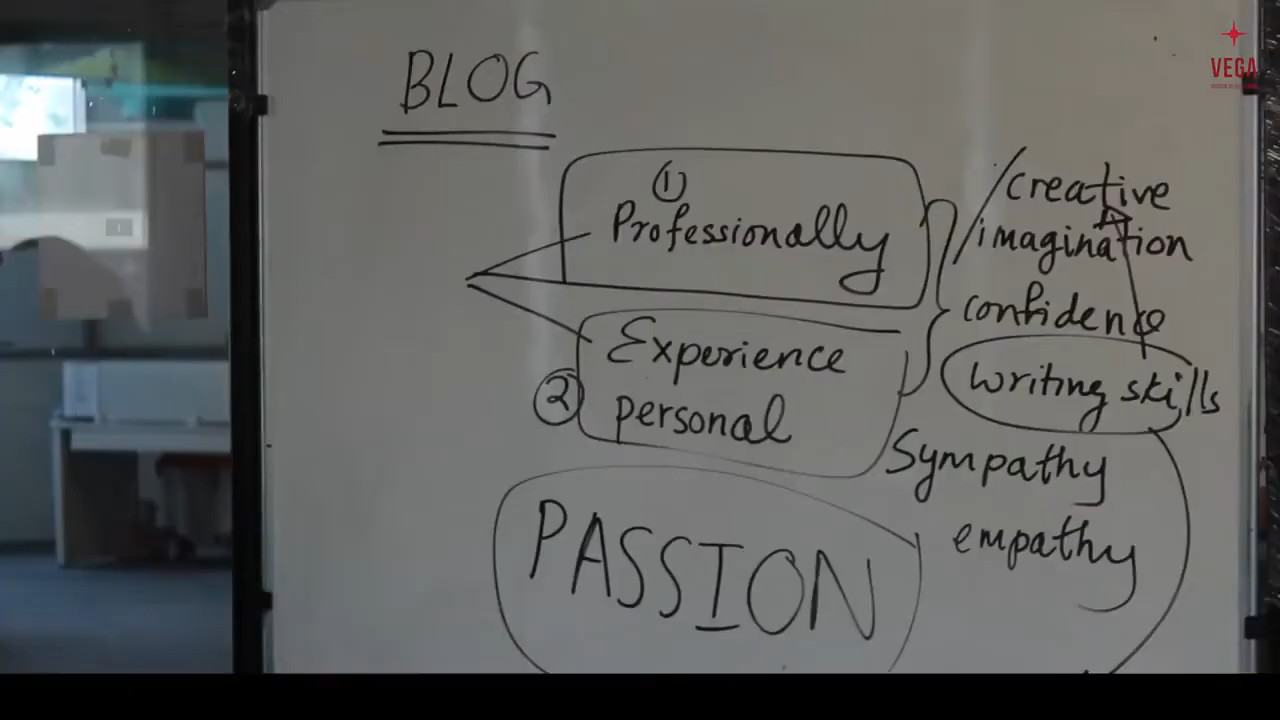 BLOG
①
Professionally
②
Experience
personal
PASSION
/creative
/imagination
confidence
Writing skills
Sympathy
empathy
VEGA